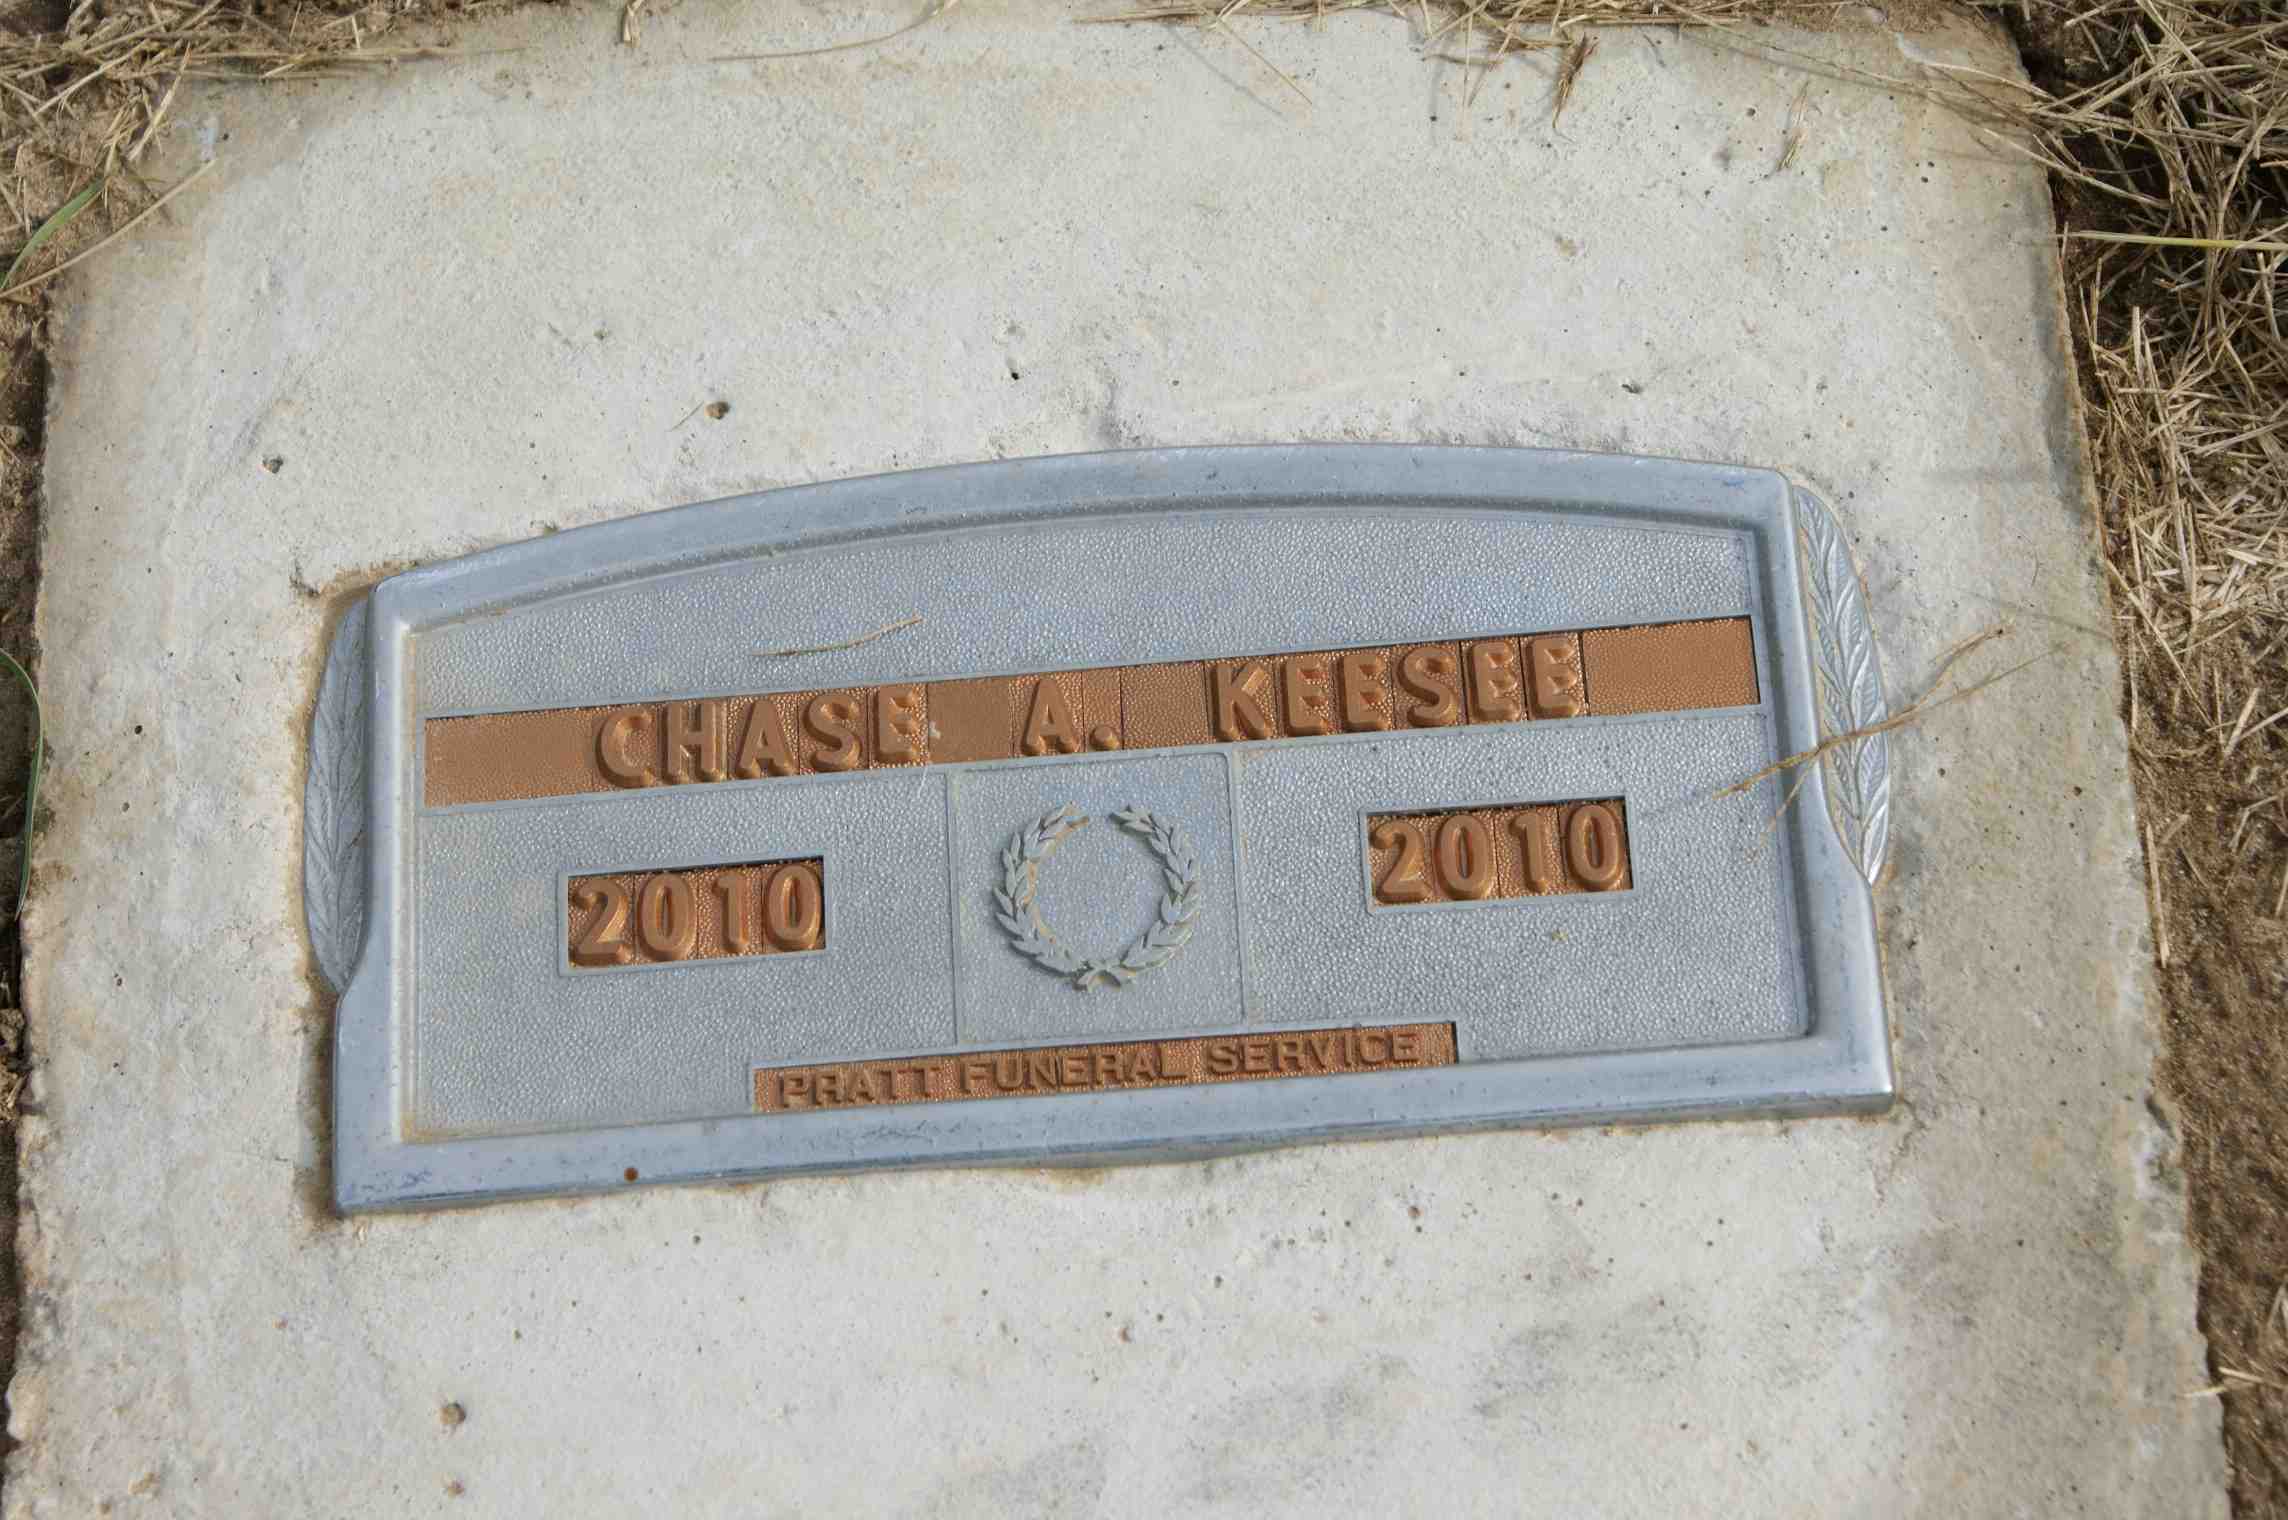 CHASE A. KEESEE
2010 2010
PRATT FUNERAL SERVICE